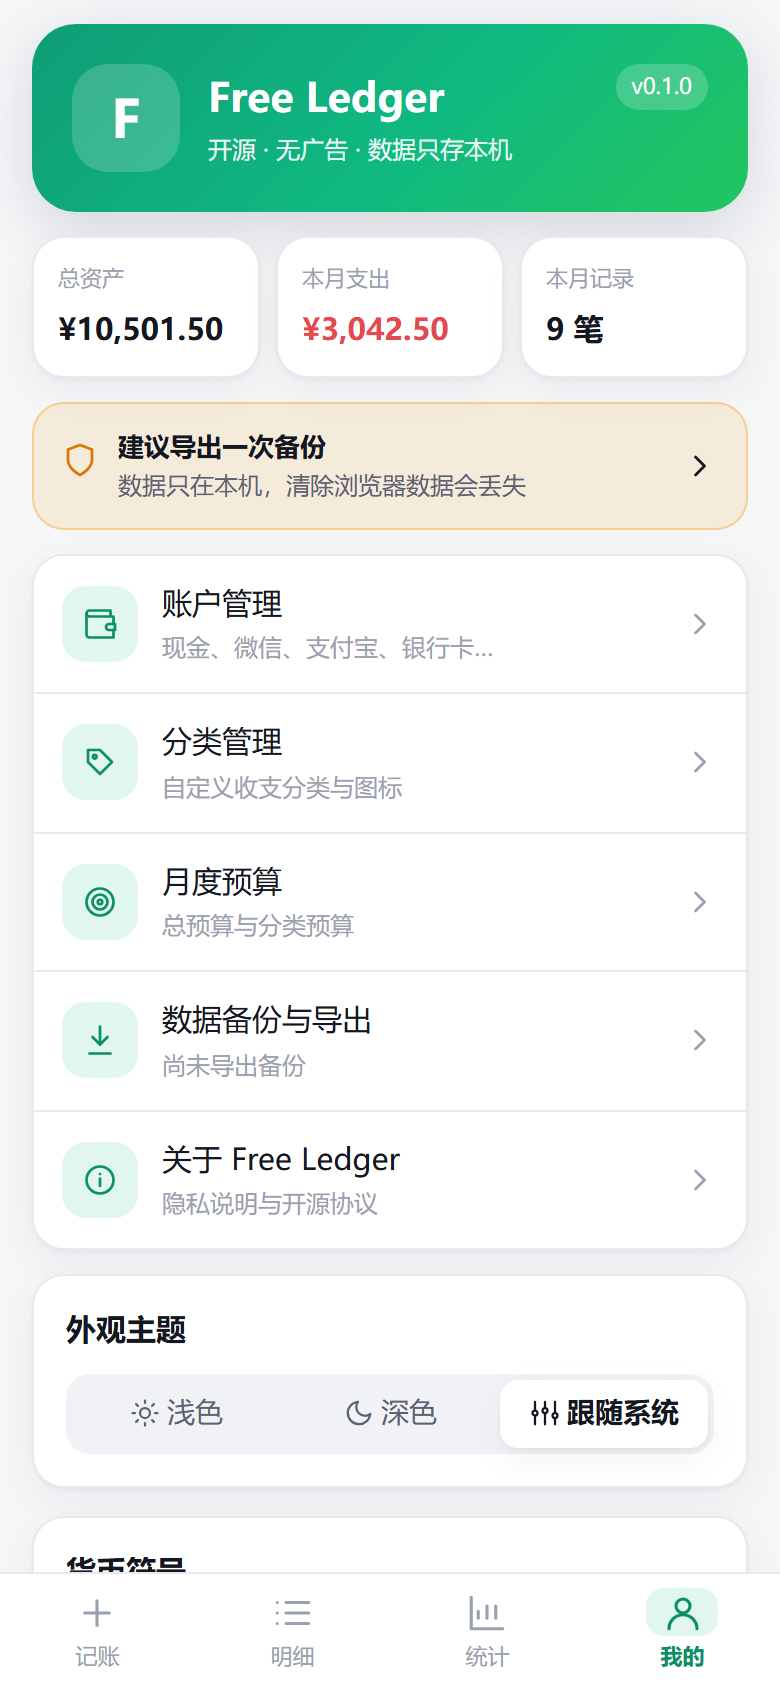 F
Free Ledger
v0.1.0
开源 · 无广告 · 数据只存本机
总资产
¥10,501.50
本月支出
¥3,042.50
本月记录
9 笔
建议导出一次备份
数据只在本机，清除浏览器数据会丢失
账户管理
现金、微信、支付宝、银行卡...
分类管理
自定义收支分类与图标
月度预算
总预算与分类预算
数据备份与导出
尚未导出备份
关于 Free Ledger
隐私说明与开源协议
外观主题
浅色
深色
跟随系统
货币符号
记账
明细
统计
我的